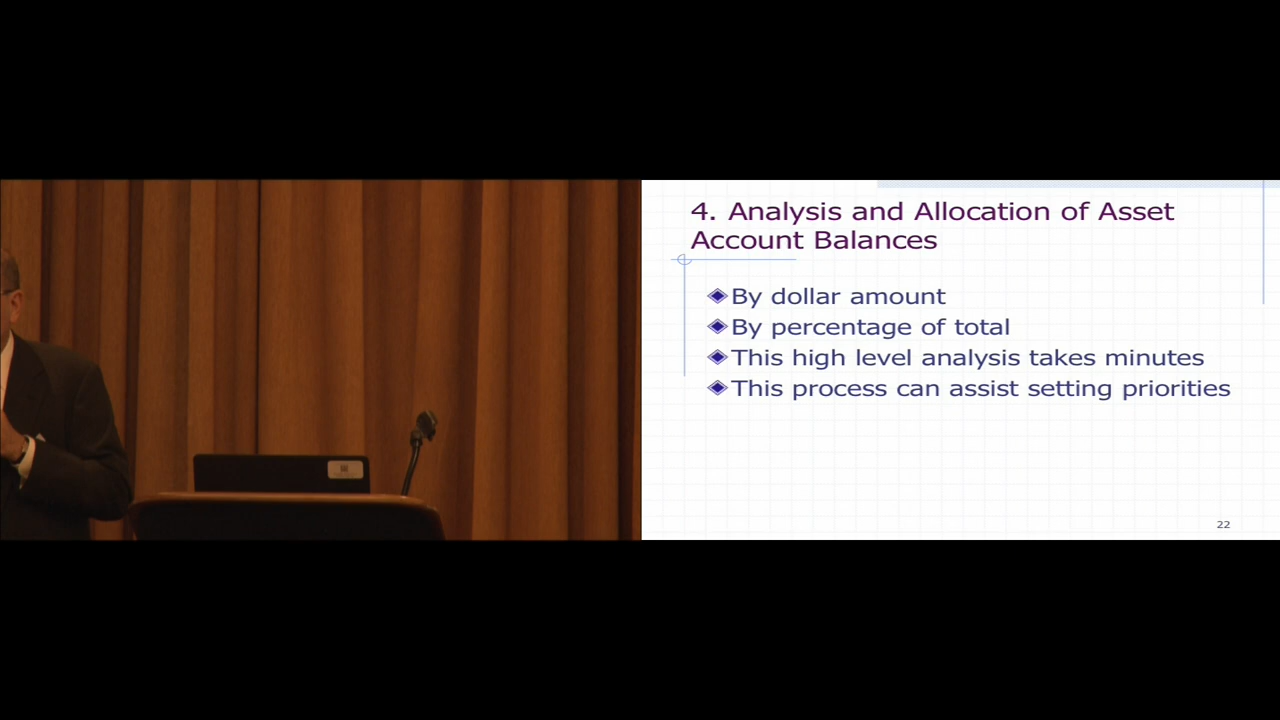 4. Analysis and Allocation of Asset
Account Balances
By dollar amount
By percentage of total
This high level analysis takes minutes
This process can assist setting priorities
22